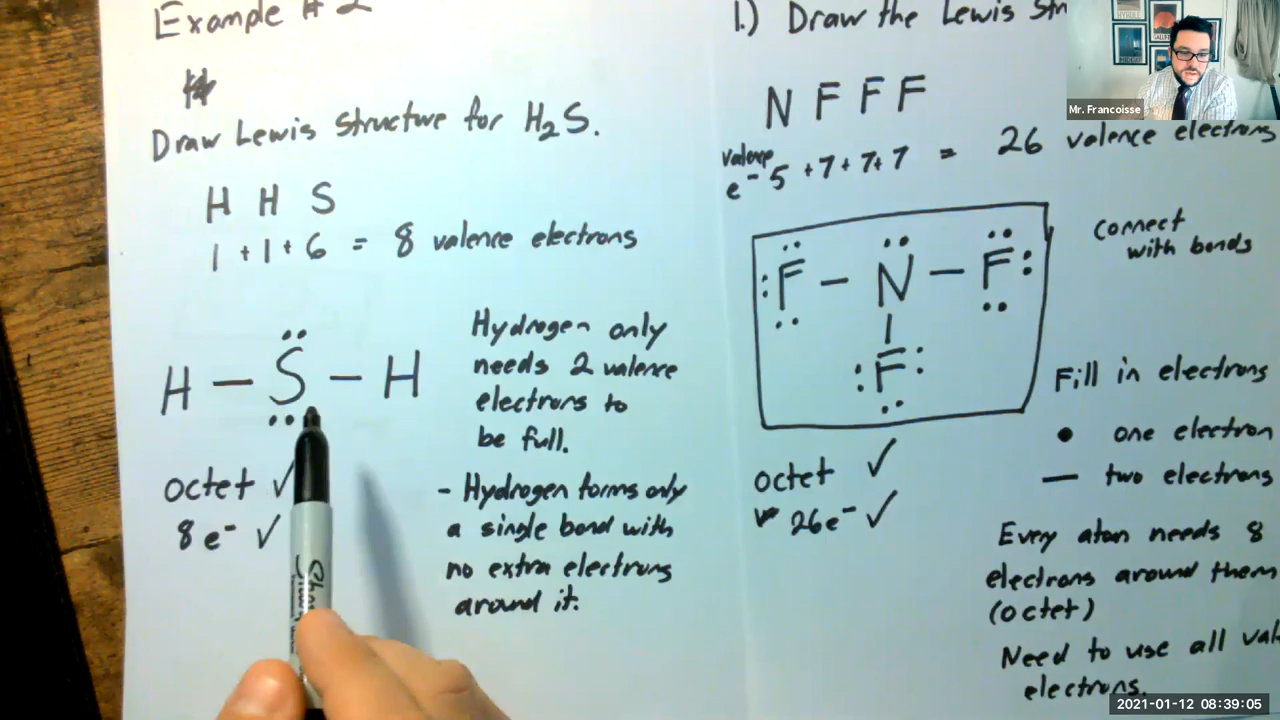 Example # 2
Draw Lewis Structure for H2S.
H H S
1 + 1 + 6 = 8 valence electrons
H – S – H
octet ✓
8 e⁻ ✓
Hydrogen only
needs 2 valence
electrons to
be full.
- Hydrogen forms only
a single bond with
no extra electrons
around it.
1.) Draw the Lewis Str
N F F F
valence
e⁻ 5 + 7 + 7 + 7 = 26 valence electrons
F – N – F
F
connect
with bonds
octet ✓
26e⁻ ✓
Fill in electrons
• one electron
— two electrons
Every atom needs 8
electrons around them
(octet)
Need to use all val
electrons.
Mr. Francoisse
2021-01-12 08:39:05